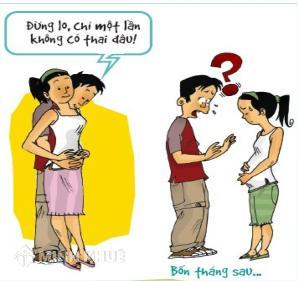 Đừng lo, chỉ một lần
không có thai đâu!
?
Bốn tháng sau...